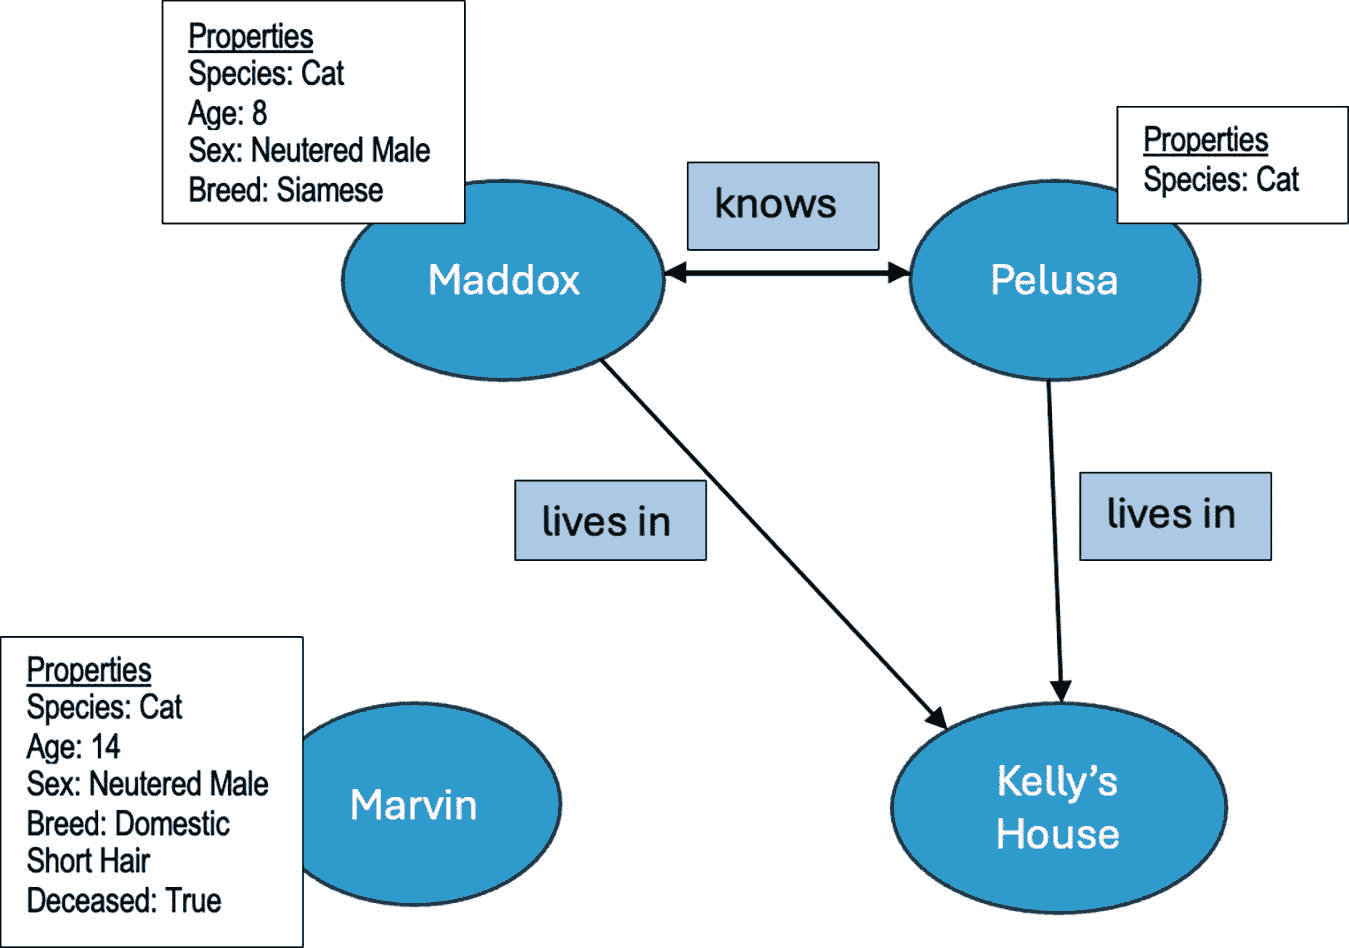 Properties
Species: Cat
Age: 8
Sex: Neutered Male
Breed: Siamese
Properties
Species: Cat
knows
Maddox
Pelusa
lives in
lives in
Properties
Species: Cat
Age: 14
Sex: Neutered Male
Breed: Domestic
Short Hair
Deceased: True
Marvin
Kelly’s
House